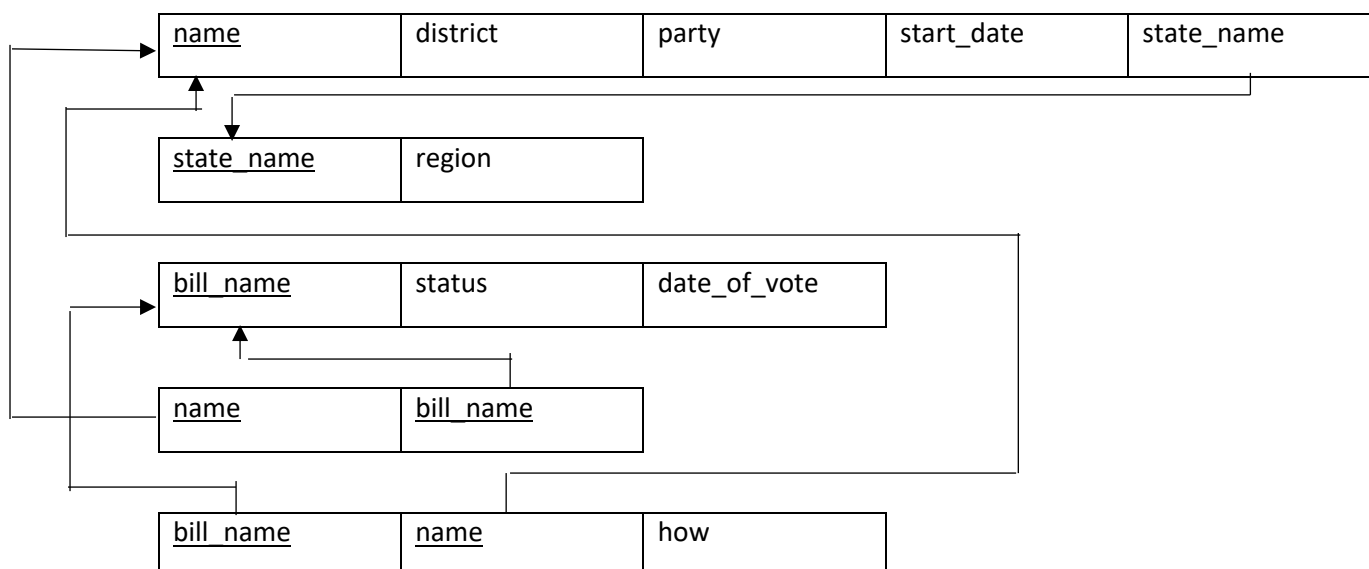 name district party start_date state_name
state_name region
bill_name status date_of_vote
name bill_name
bill_name name how